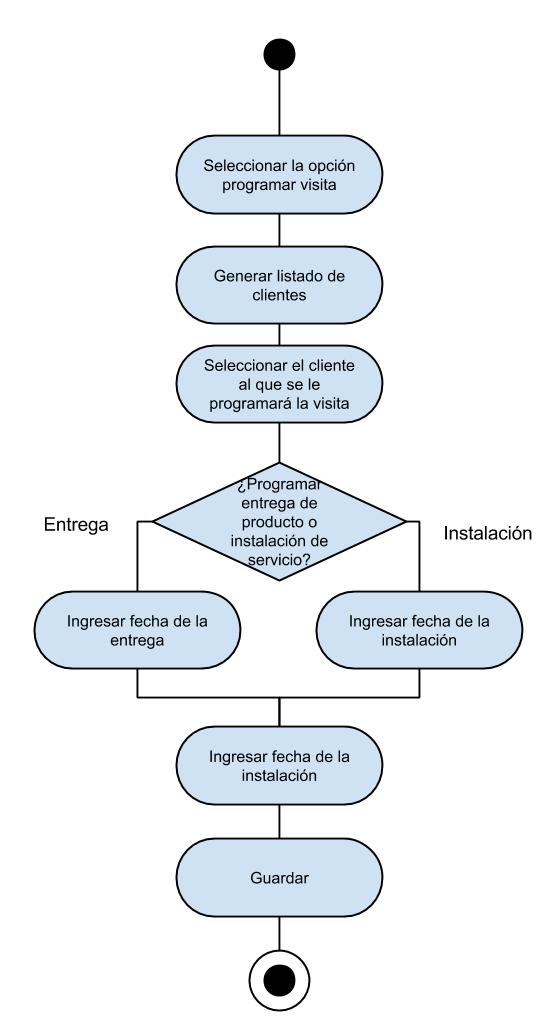 Seleccionar la opción
programar visita
Generar listado de
clientes
Seleccionar el cliente
al que se le
programará la visita
¿Programar
entrega de
producto o
instalación de
servicio?
Entrega
Instalación
Ingresar fecha de la
entrega
Ingresar fecha de la
instalación
Ingresar fecha de la
instalación
Guardar